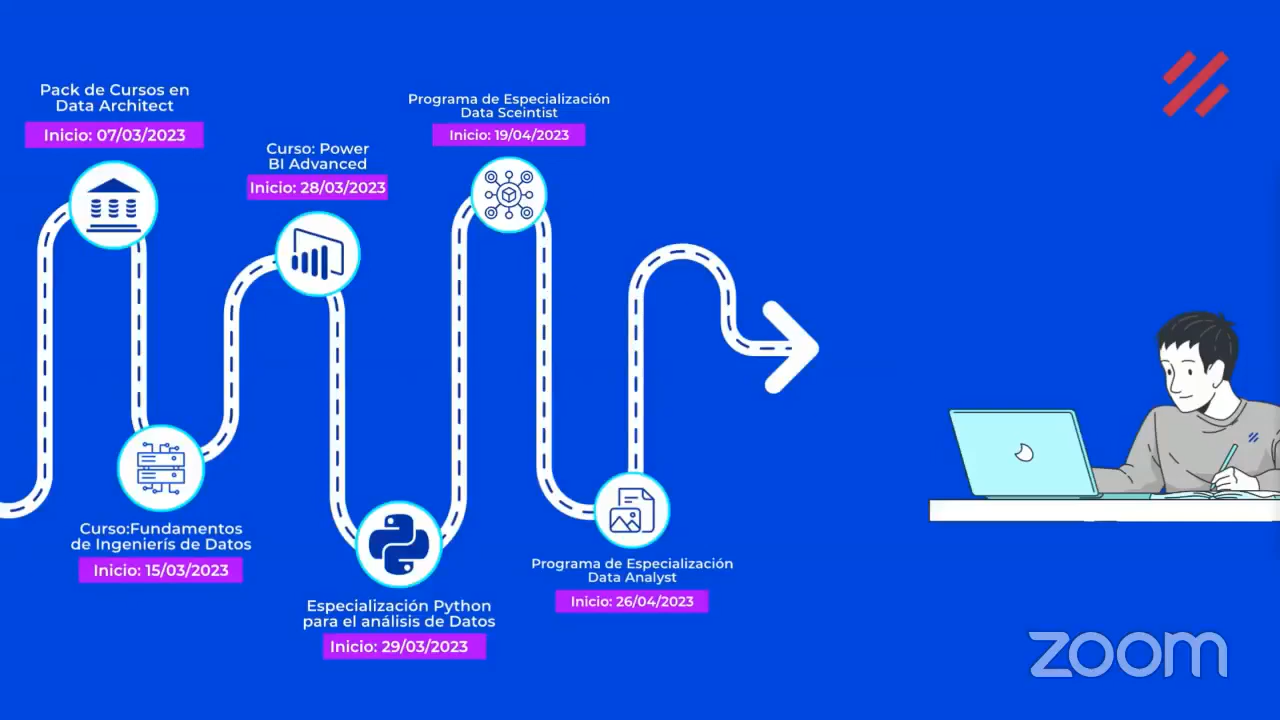 Pack de Cursos en
Data Architect
Inicio: 07/03/2023
Curso:Fundamentos
de Ingenierís de Datos
Inicio: 15/03/2023
Curso: Power
BI Advanced
Inicio: 28/03/2023
Especialización Python
para el análisis de Datos
Inicio: 29/03/2023
Programa de Especialización
Data Sceintist
Inicio: 19/04/2023
Programa de Especialización
Data Analyst
Inicio: 26/04/2023
zoom